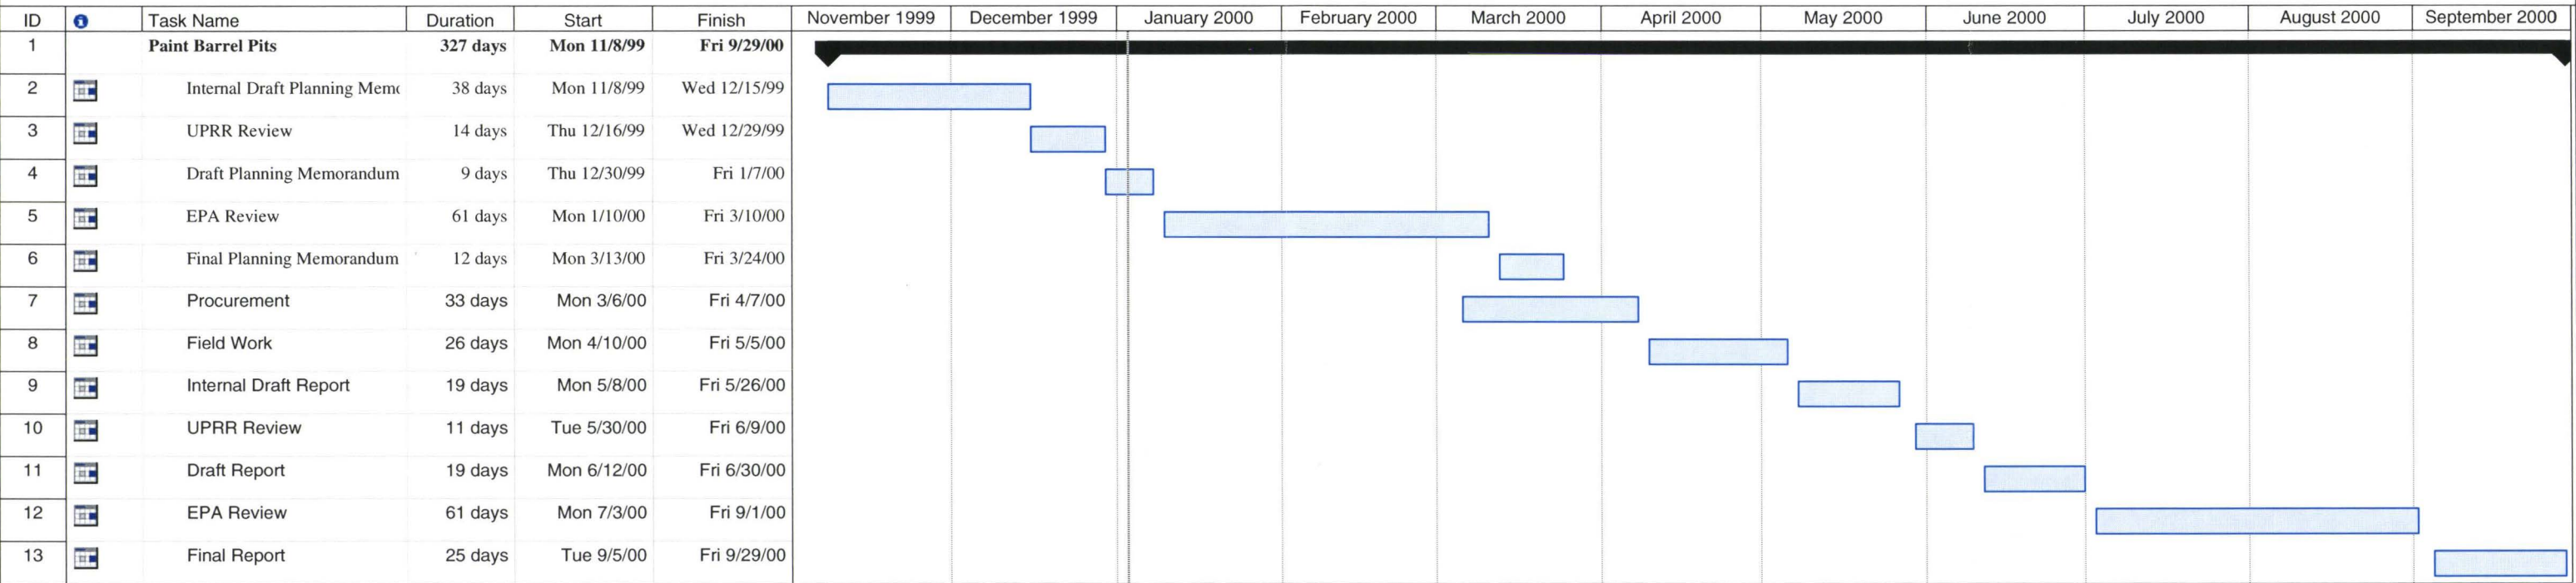 ID Task Name Duration Start Finish November 1999 December 1999 January 2000 February 2000 March 2000 April 2000 May 2000 June 2000 July 2000 August 2000 September 2000
1 Paint Barrel Pits 327 days Mon 11/8/99 Fri 9/29/00
2 Internal Draft Planning Memo 38 days Mon 11/8/99 Wed 12/15/99
3 UPRR Review 14 days Thu 12/16/99 Wed 12/29/99
4 Draft Planning Memorandum 9 days Thu 12/30/99 Fri 1/7/00
5 EPA Review 61 days Mon 1/10/00 Fri 3/10/00
6 Final Planning Memorandum 12 days Mon 3/13/00 Fri 3/24/00
7 Procurement 33 days Mon 3/6/00 Fri 4/7/00
8 Field Work 26 days Mon 4/10/00 Fri 5/5/00
9 Internal Draft Report 19 days Mon 5/8/00 Fri 5/26/00
10 UPRR Review 11 days Tue 5/30/00 Fri 6/9/00
11 Draft Report 19 days Mon 6/12/00 Fri 6/30/00
12 EPA Review 61 days Mon 7/3/00 Fri 9/1/00
13 Final Report 25 days Tue 9/5/00 Fri 9/29/00